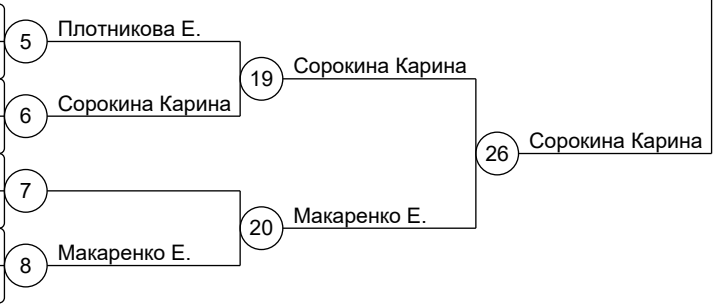 5 Плотникова Е.
19 Сорокина Карина
6 Сорокина Карина
26 Сорокина Карина
7
20 Макаренко Е.
8 Макаренко Е.